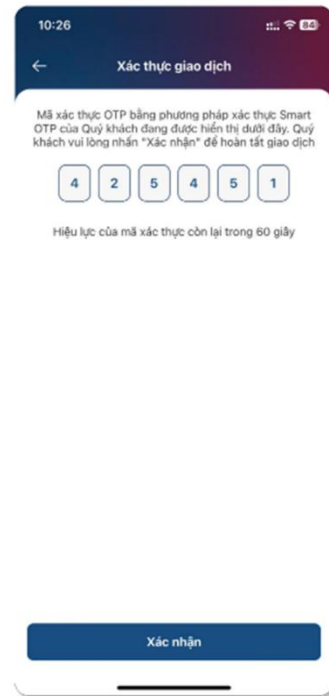 10:26
84
Xác thực giao dịch
Mã xác thực OTP bằng phương pháp xác thực Smart
OTP của Quý khách đang được hiển thị dưới đây. Quý
khách vui lòng nhấn "Xác nhận" để hoàn tất giao dịch
4 2 5 4 5 1
Hiệu lực của mã xác thực còn lại trong 60 giây
Xác nhận